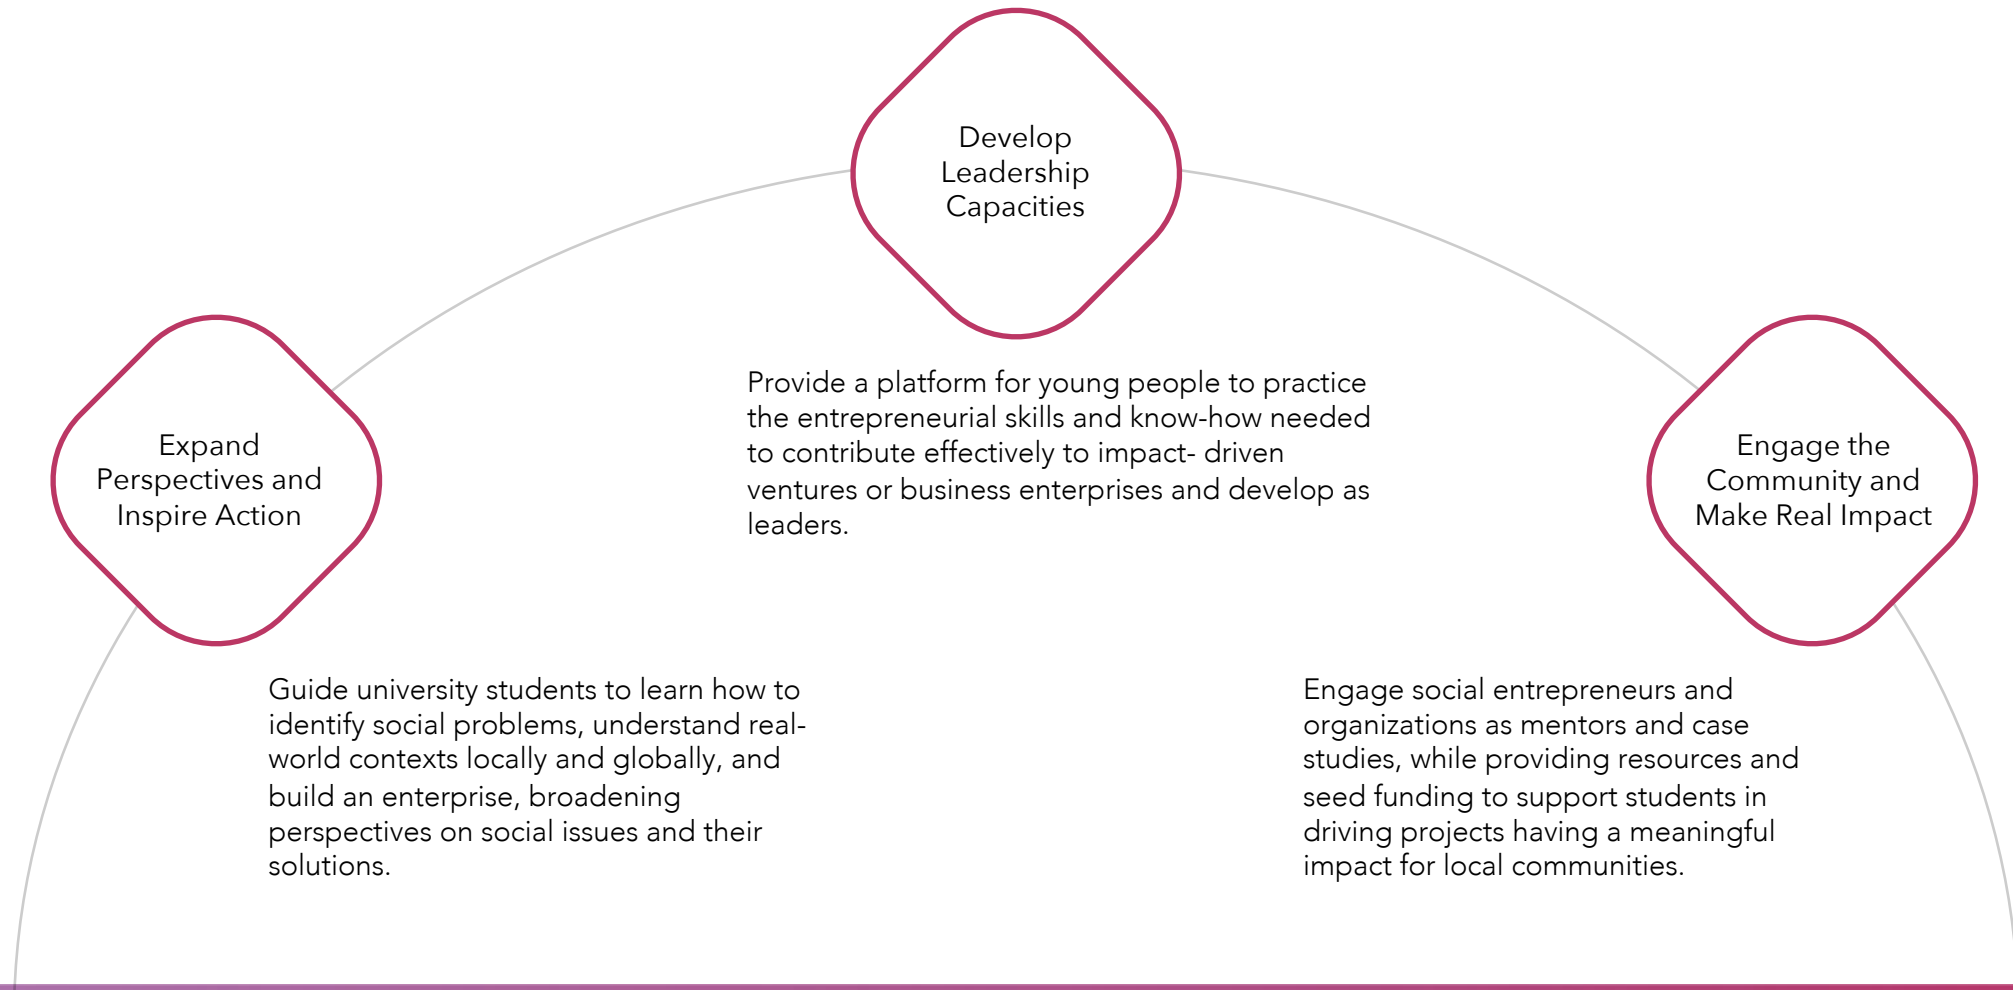 Develop
Leadership
Capacities
Provide a platform for young people to practice
the entrepreneurial skills and know-how needed
to contribute effectively to impact- driven
ventures or business enterprises and develop as
leaders.
Expand
Perspectives and
Inspire Action
Guide university students to learn how to
identify social problems, understand real-
world contexts locally and globally, and
build an enterprise, broadening
perspectives on social issues and their
solutions.
Engage the
Community and
Make Real Impact
Engage social entrepreneurs and
organizations as mentors and case
studies, while providing resources and
seed funding to support students in
driving projects having a meaningful
impact for local communities.